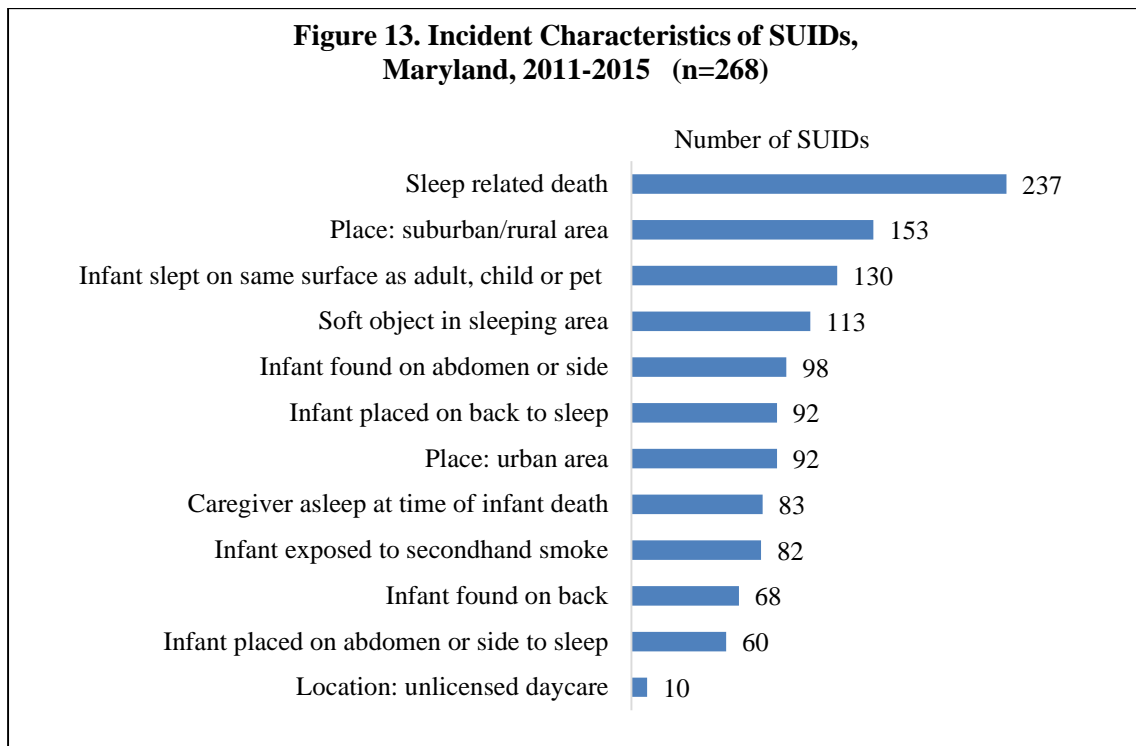 Figure 13. Incident Characteristics of SUIDs,
Maryland, 2011-2015 (n=268)
Number of SUIDs
Sleep related death 237
Place: suburban/rural area 153
Infant slept on same surface as adult, child or pet 130
Soft object in sleeping area 113
Infant found on abdomen or side 98
Infant placed on back to sleep 92
Place: urban area 92
Caregiver asleep at time of infant death 83
Infant exposed to secondhand smoke 82
Infant found on back 68
Infant placed on abdomen or side to sleep 60
Location: unlicensed daycare 10